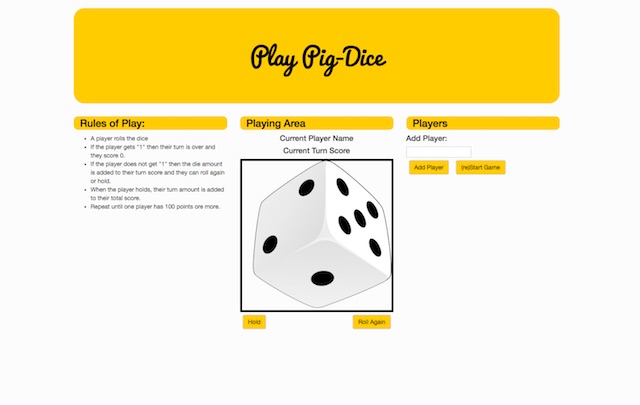 Play Pig-Dice
Rules of Play:
A player rolls the dice
If the player gets "1" then their turn is over and
they score 0.
If the player does not get "1" then the die amount
is added to their turn score and they can roll again
or hold.
When the player holds, their turn amount is added
to their total score.
Repeat until one player has 100 points ore more.
Playing Area
Current Player Name
Current Turn Score
Hold
Roll Again
Players
Add Player:
Add Player
(re)Start Game